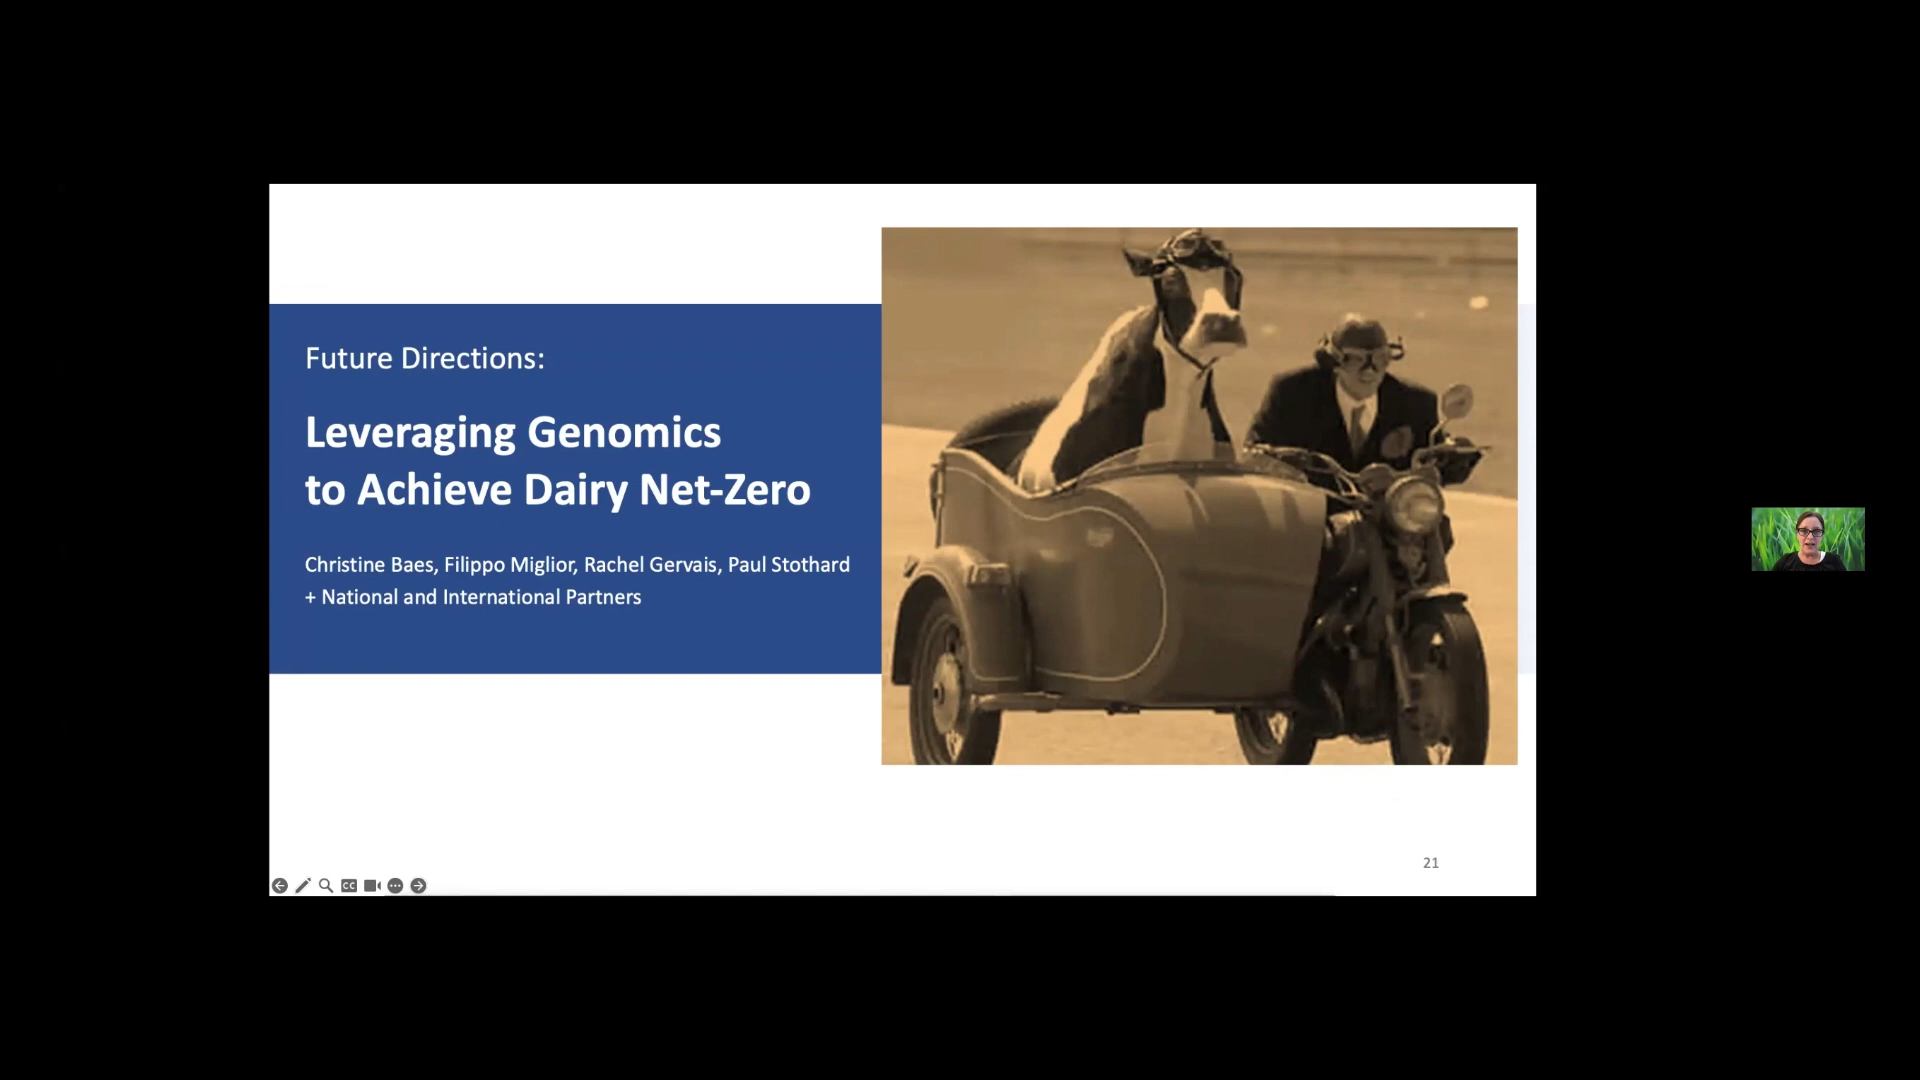 Future Directions:
Leveraging Genomics
to Achieve Dairy Net-Zero
Christine Baes, Filippo Miglior, Rachel Gervais, Paul Stothard
+ National and International Partners
21
CC